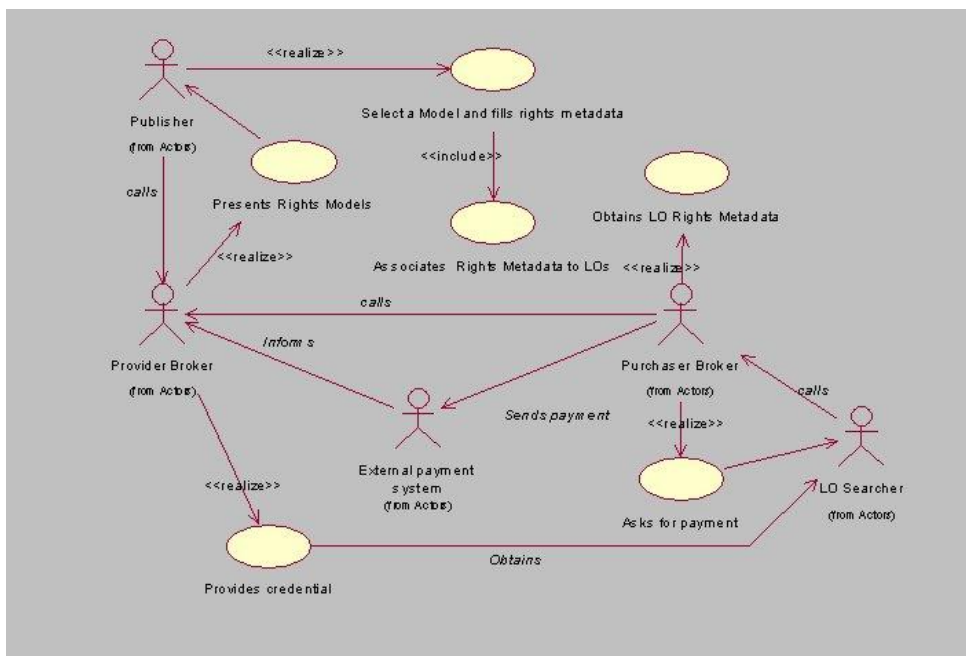 <<realize>>
Select a Model and fills rights metadata
Publisher
(from Actors)
<<include>>
calls
Presents Rights Models
Obtains LO Rights Metadata
<<realize>>
Associates Rights Metadata to LOs
<<realize>>
calls
Informs
Provider Broker
(from Actors)
Purchaser Broker
(from Actors)
calls
Sends payment
<<realize>>
External payment
system
(from Actors)
<<realize>>
LO Searcher
(from Actors)
Asks for payment
Obtains
Provides credential